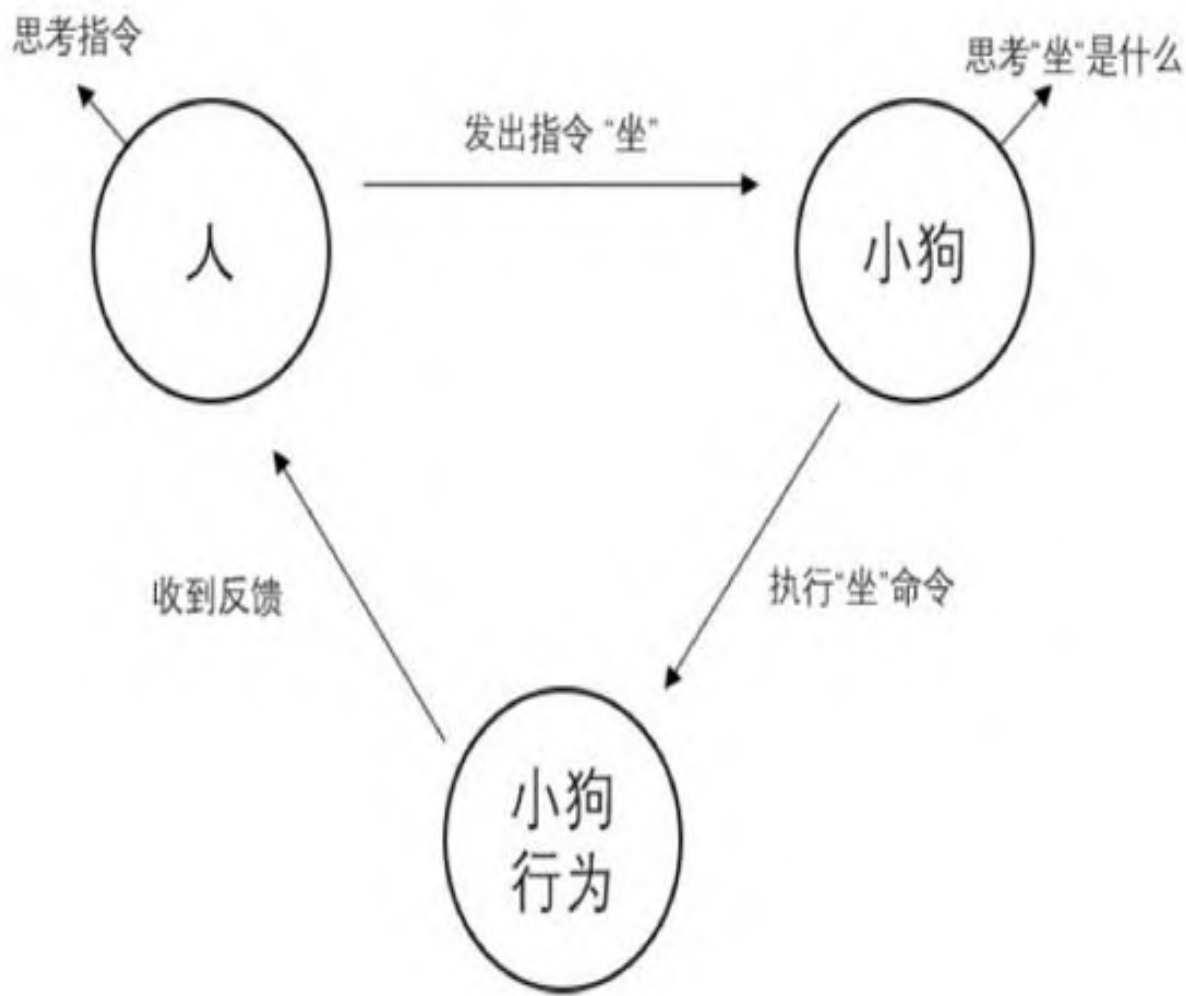 思考指令
思考“坐”是什么
发出指令 “坐”
人
小狗
收到反馈
执行“坐”命令
小狗
行为